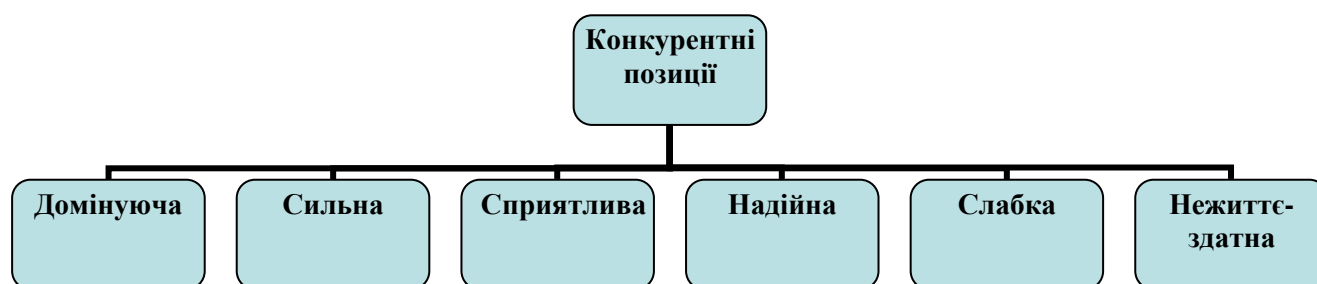 Конкурентні
позиції
Домінуюча
Сильна
Сприятлива
Надійна
Слабка
Нежиттє-
здатна